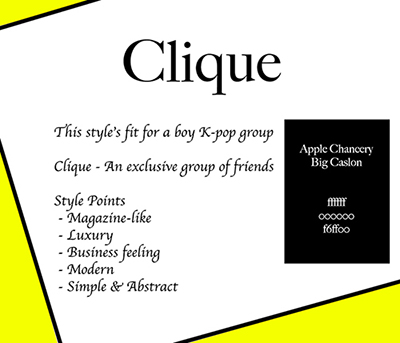 Clique
This style's fit for a boy K-pop group
Clique - An exclusive group of friends
Style Points
- Magazine-like
- Luxury
- Business feeling
- Modern
- Simple & Abstract
Apple Chancery
Big Caslon
ffffff
000000
f6ff00